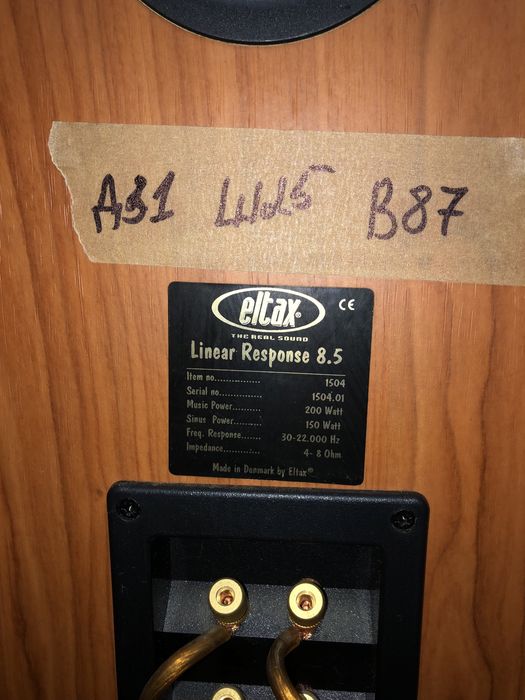 A31 B87
eltax®
CE
THE REAL SOUND
Linear Response 8.5
Item no................ 1504
Serial no.............. 1504.01
Music Power.......... 200 Watt
Sinus Power.......... 150 Watt
Freq. Response....... 30-22.000 Hz
Impedance............ 4- 8 Ohm
Made in Denmark by Eltax®